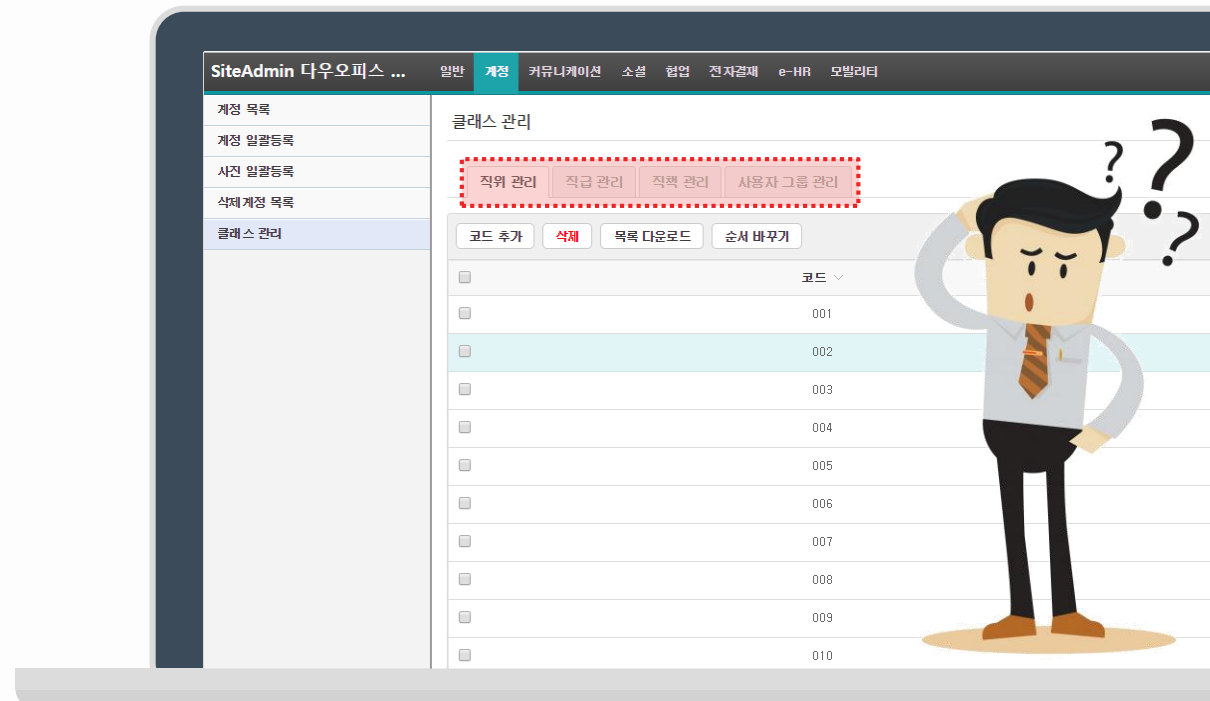 SiteAdmin 다우오피스 ... 일반 계정 커뮤니케이션 소셜 협업 전자결재 e-HR 모빌리티
계정 목록
계정 일괄등록
사진 일괄등록
삭제계정 목록
클래스 관리
클래스 관리
직위 관리 직급 관리 직책 관리 사용자 그룹 관리
코드 추가 삭제 목록 다운로드 순서 바꾸기
코드
001
002
003
004
005
006
007
008
009
010
? ? ?